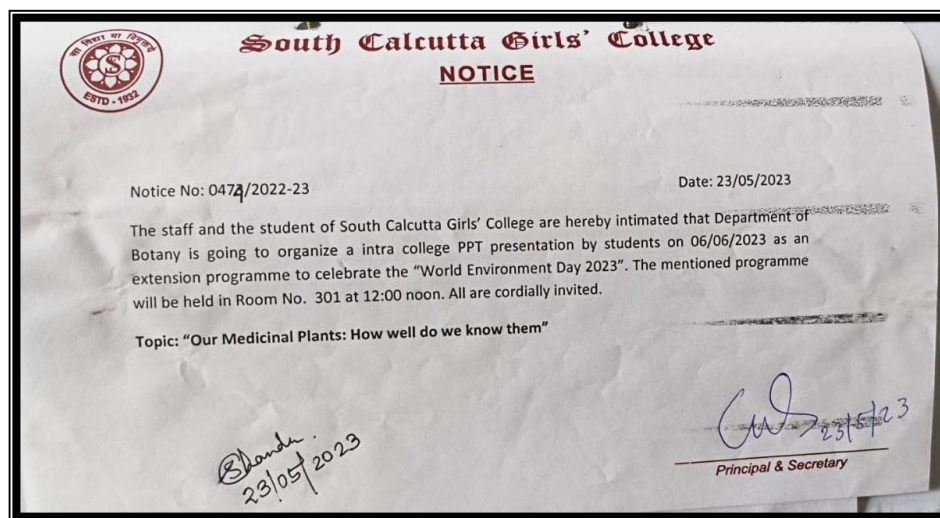 South Calcutta Girls' College
NOTICE
सा विद्या या विमुक्तये
S
ESTD - 1932
Notice No: 0474/2022-23
Date: 23/05/2023
The staff and the student of South Calcutta Girls' College are hereby intimated that Department of
Botany is going to organize a intra college PPT presentation by students on 06/06/2023 as an
extension programme to celebrate the “World Environment Day 2023”. The mentioned programme
will be held in Room No. 301 at 12:00 noon. All are cordially invited.
Topic: “Our Medicinal Plants: How well do we know them”
23/05/2023
23/5/23
Principal & Secretary